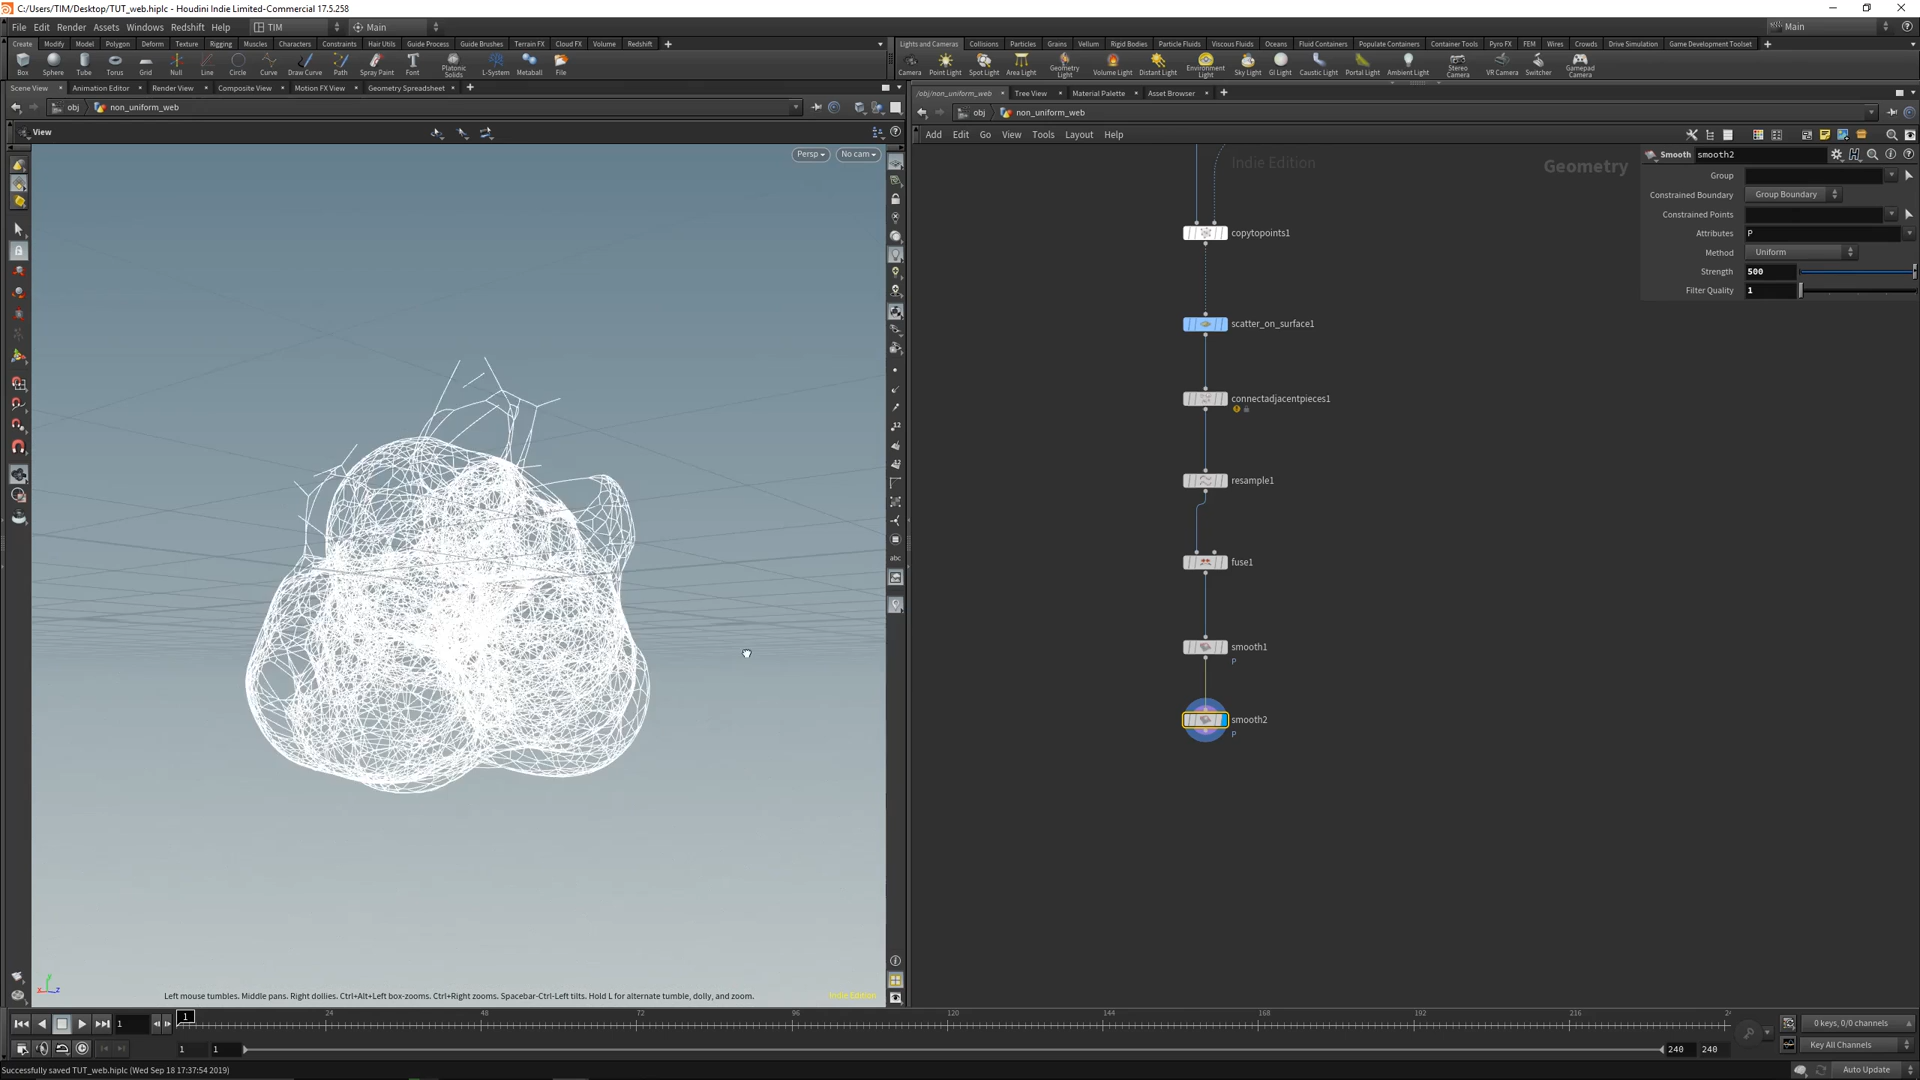 C:/Users/TIM/Desktop/TUT_web.hiplc - Houdini Indie Limited-Commercial 17.5.258
File Edit Render Assets Windows Redshift Help TIM Main Main
Create Modify Model Polygon Deform Texture Rigging Muscles Characters Constraints Hair Utils Guide Process Guide Brushes Terrain FX Cloud FX Volume Redshift
Box Sphere Tube Torus Grid Null Line Circle Curve Draw Curve Path Spray Paint Font Platonic Solids L-System Metaball File
Lights and Cameras Collisions Particles Grains Vellum Rigid Bodies Particle Fluids Viscous Fluids Oceans Fluid Containers Populate Containers Container Tools Pyro FX FEM Wires Crowds Drive Simulation Game Development Toolset
Camera Point Light Spot Light Area Light Geometry Light Volume Light Distant Light Environment Light Sky Light GI Light Caustic Light Portal Light Ambient Light Stereo Camera VR Camera Switcher Gamepad Camera
Scene View Animation Editor Render View Composite View Motion FX View Geometry Spreadsheet
obj non_uniform_web
View
Persp No cam
/obj/non_uniform_web Tree View Material Palette Asset Browser
obj non_uniform_web
Add Edit Go View Tools Layout Help
Indie Edition
Geometry
copytopoints1
scatter_on_surface1
connectadjacentpieces1
resample1
fuse1
smooth1
P
smooth2
P
Smooth smooth2
Group
Constrained Boundary Group Boundary
Constrained Points
Attributes P
Method Uniform
Strength 500
Filter Quality 1
abc
Left mouse tumbles. Middle pans. Right dollies. Ctrl+Alt+Left box-zooms. Ctrl+Right zooms. Spacebar-Ctrl-Left tilts. Hold L for alternate tumble, dolly, and zoom.
Indie Edition
1 1 24 48 72 96 120 144 168 192 216
0 keys, 0/0 channels
1 1 240 240
Key All Channels
Successfully saved TUT_web.hiplc (Wed Sep 18 17:37:54 2019)
Auto Update